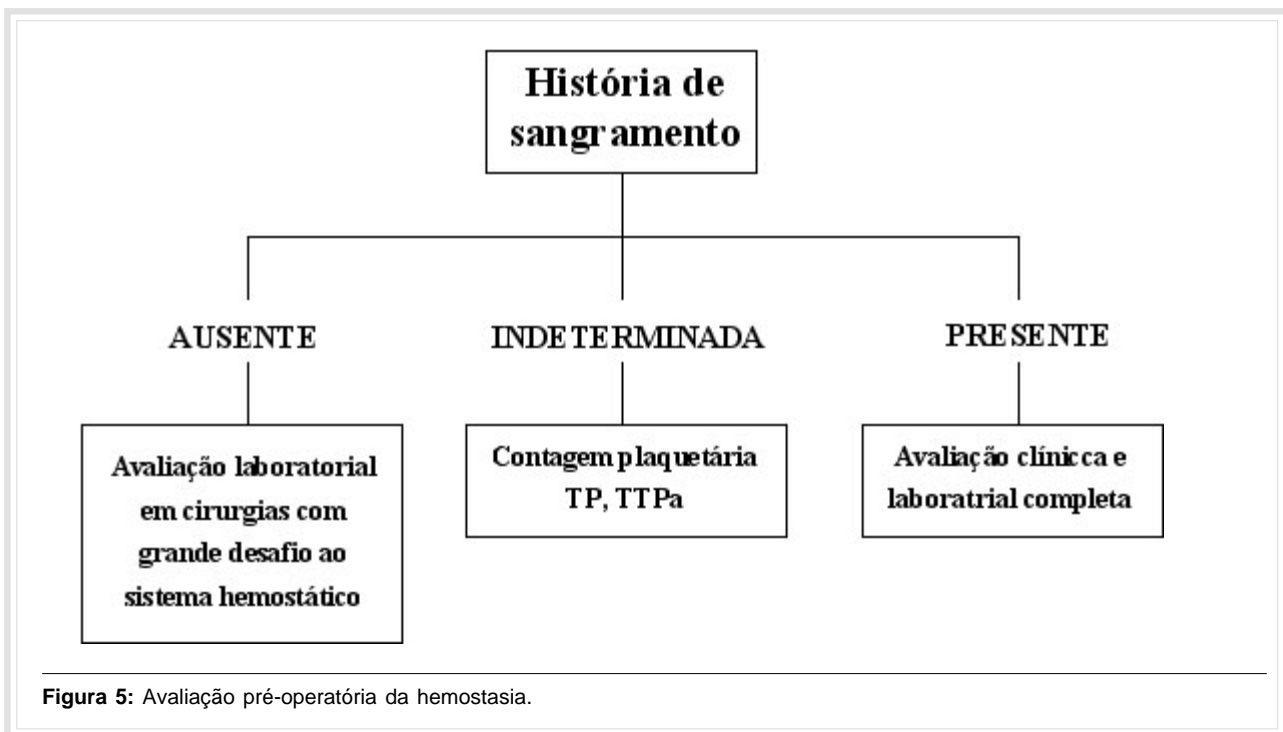 História de
sangramento
AUSENTE
INDETERMINADA
PRESENTE
Avaliação laboratorial
em cirurgias com
grande desafio ao
sistema hemostático
Contagem plaquetária
TP, TTPa
Avaliação clínicca e
laboratrial completa
Figura 5: Avaliação pré-operatória da hemostasia.